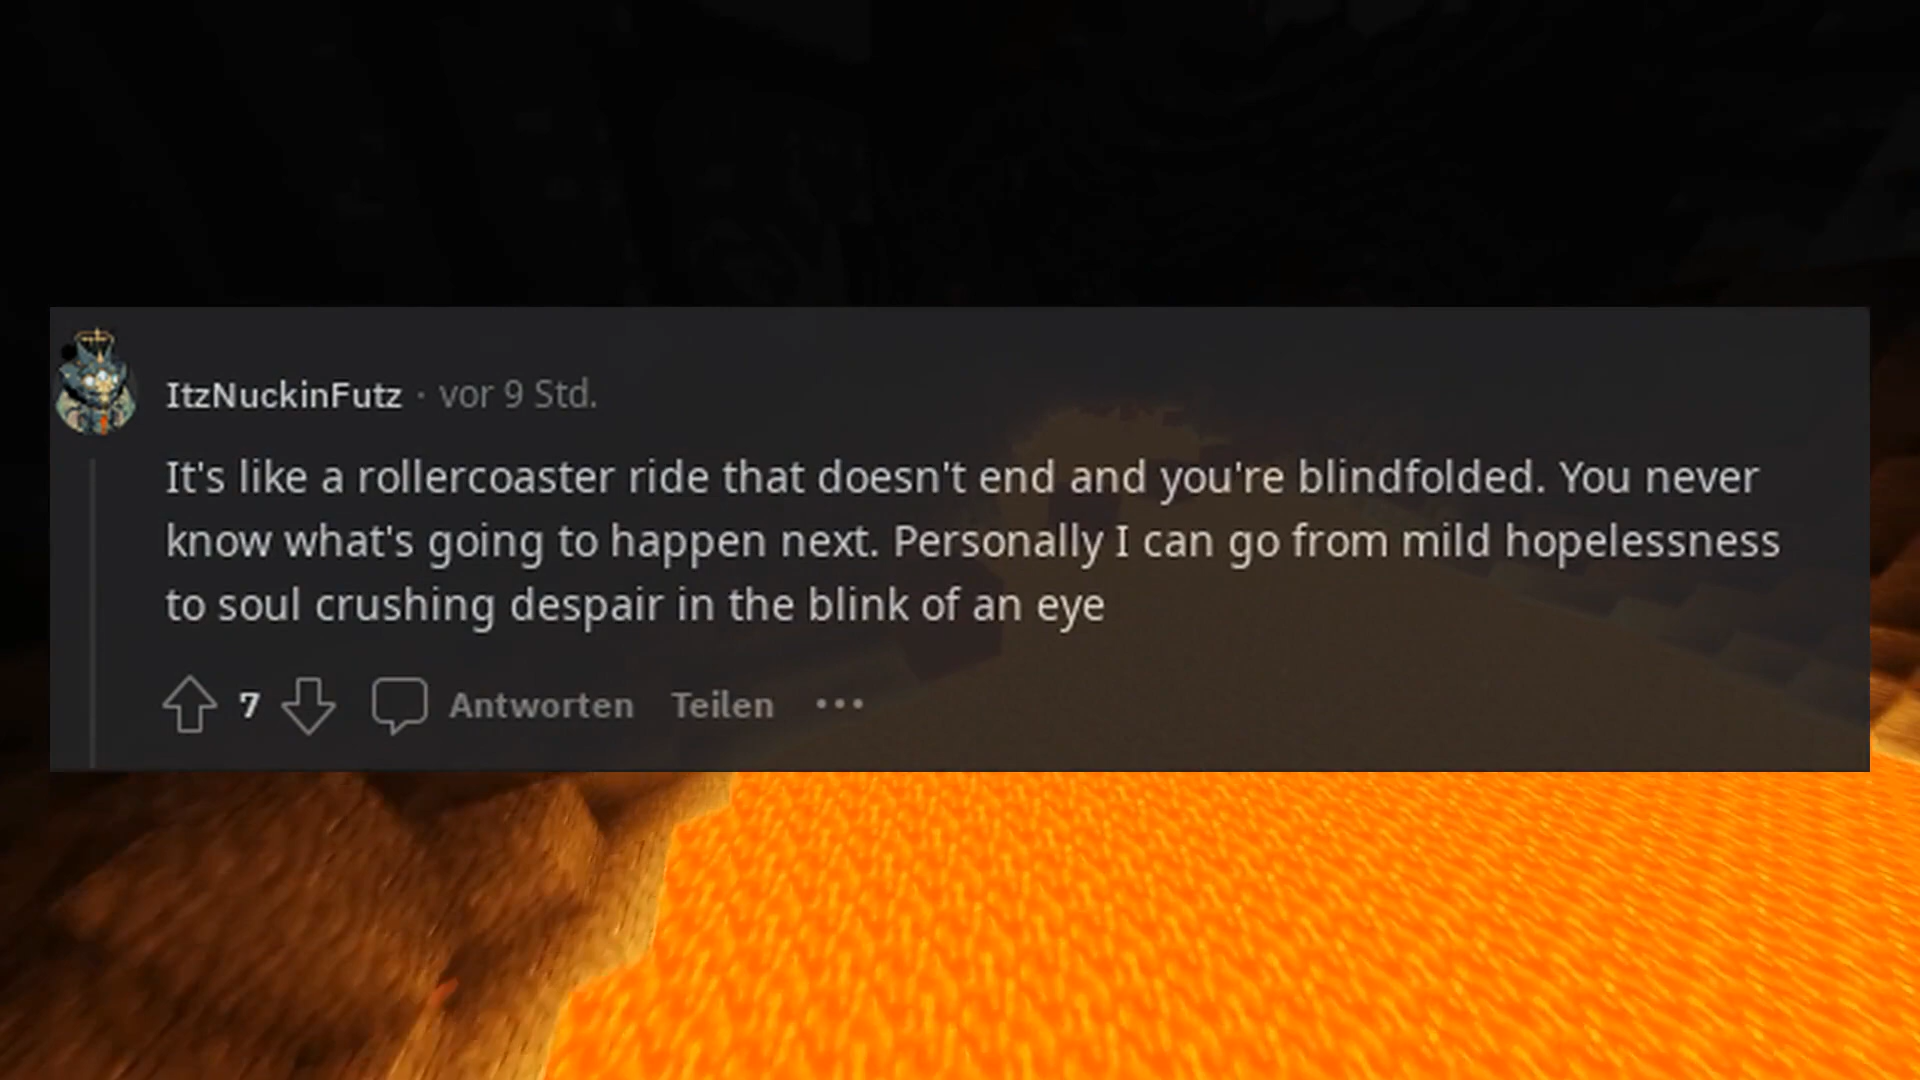 ItzNuckinFutz · vor 9 Std.
It's like a rollercoaster ride that doesn't end and you're blindfolded. You never
know what's going to happen next. Personally I can go from mild hopelessness
to soul crushing despair in the blink of an eye
7 Antworten Teilen •••